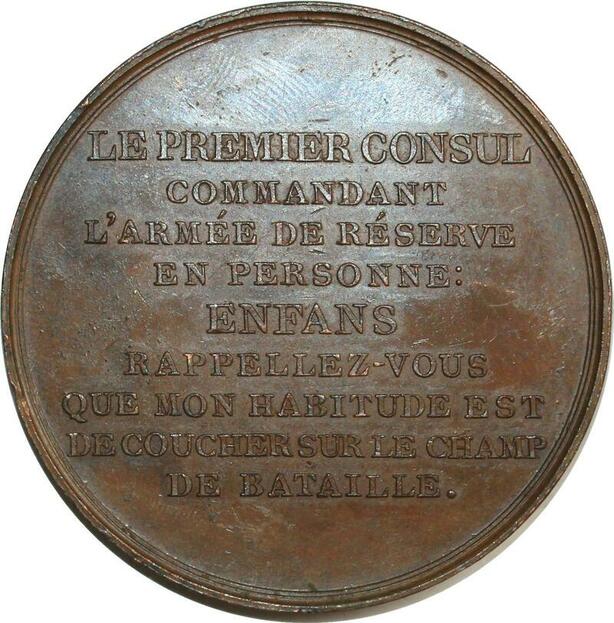 LE PREMIER CONSUL
COMMANDANT
L'ARMÉE DE RÉSERVE
EN PERSONNE:
ENFANS
RAPPELLEZ-VOUS
QUE MON HABITUDE EST
DE COUCHER SUR LE CHAMP
DE BATAILLE.